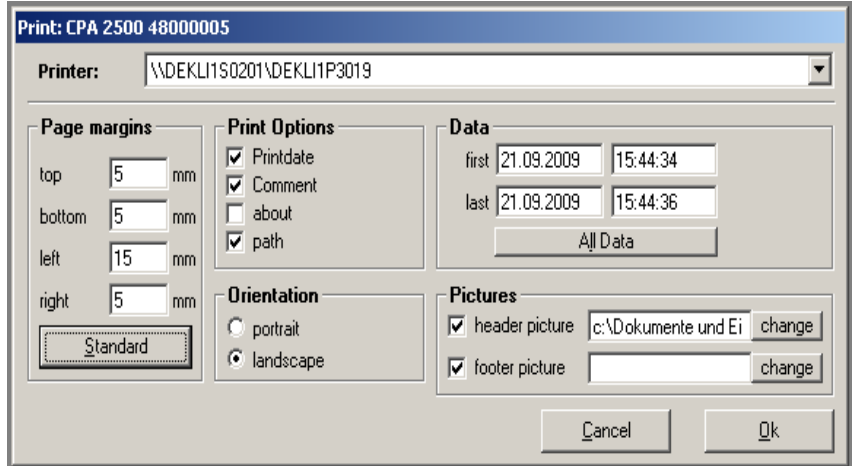 Print: CPA 2500 48000005
Printer: \\DEKLI1S0201\DEKLI1P3019
Page margins
top 5 mm
bottom 5 mm
left 15 mm
right 5 mm
Standard
Print Options
Printdate
Comment
about
path
Orientation
portrait
landscape
Data
first 21.09.2009 15:44:34
last 21.09.2009 15:44:36
All Data
Pictures
header picture c:\Dokumente und Ei change
footer picture change
Cancel Ok